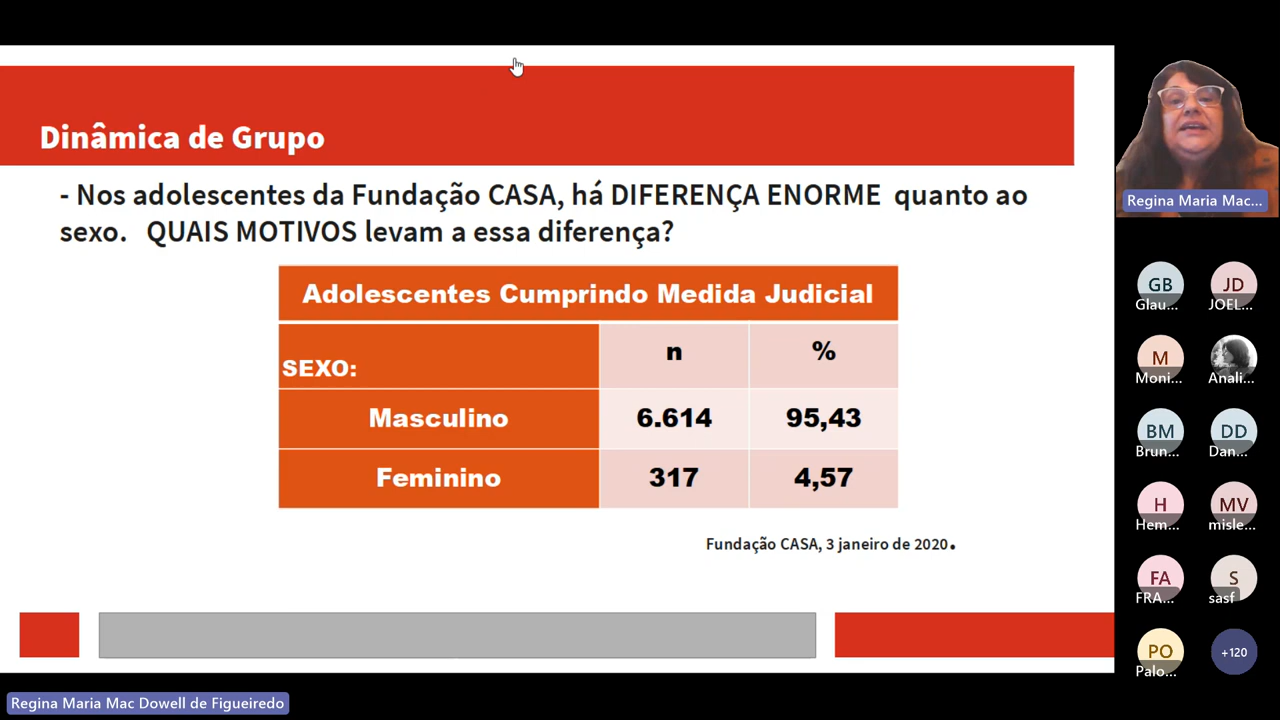 Dinâmica de Grupo
- Nos adolescentes da Fundação CASA, há DIFERENÇA ENORME quanto ao
sexo. QUAIS MOTIVOS levam a essa diferença?
Adolescentes Cumprindo Medida Judicial
SEXO: n %
Masculino 6.614 95,43
Feminino 317 4,57
Fundação CASA, 3 janeiro de 2020.
Regina Maria Mac...
GB JD
Glau... JOEL...
M
Moni... Anali...
BM DD
Brun... Dan...
H MV
Hem... misle...
FA S
FRA... sasf
PO +120
Palo...
Regina Maria Mac Dowell de Figueiredo